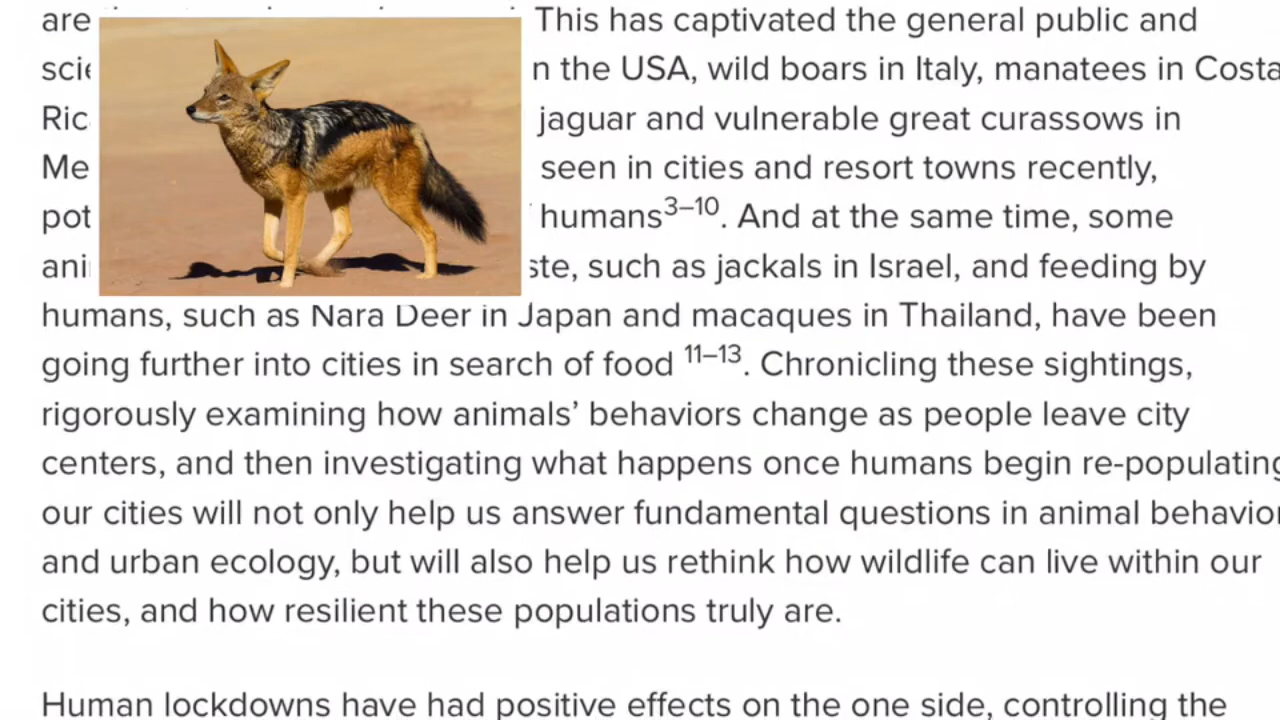 are This has captivated the general public and
n the USA, wild boars in Italy, manatees in Costa
jaguar and vulnerable great curassows in
seen in cities and resort towns recently,
humans3–10. And at the same time, some
such as jackals in Israel, and feeding by
humans, such as Nara Deer in Japan and macaques in Thailand, have been
going further into cities in search of food 11–13. Chronicling these sightings,
rigorously examining how animals’ behaviors change as people leave city
centers, and then investigating what happens once humans begin re-populating
our cities will not only help us answer fundamental questions in animal behavior
and urban ecology, but will also help us rethink how wildlife can live within our
cities, and how resilient these populations truly are.
Human lockdowns have had positive effects on the one side, controlling the